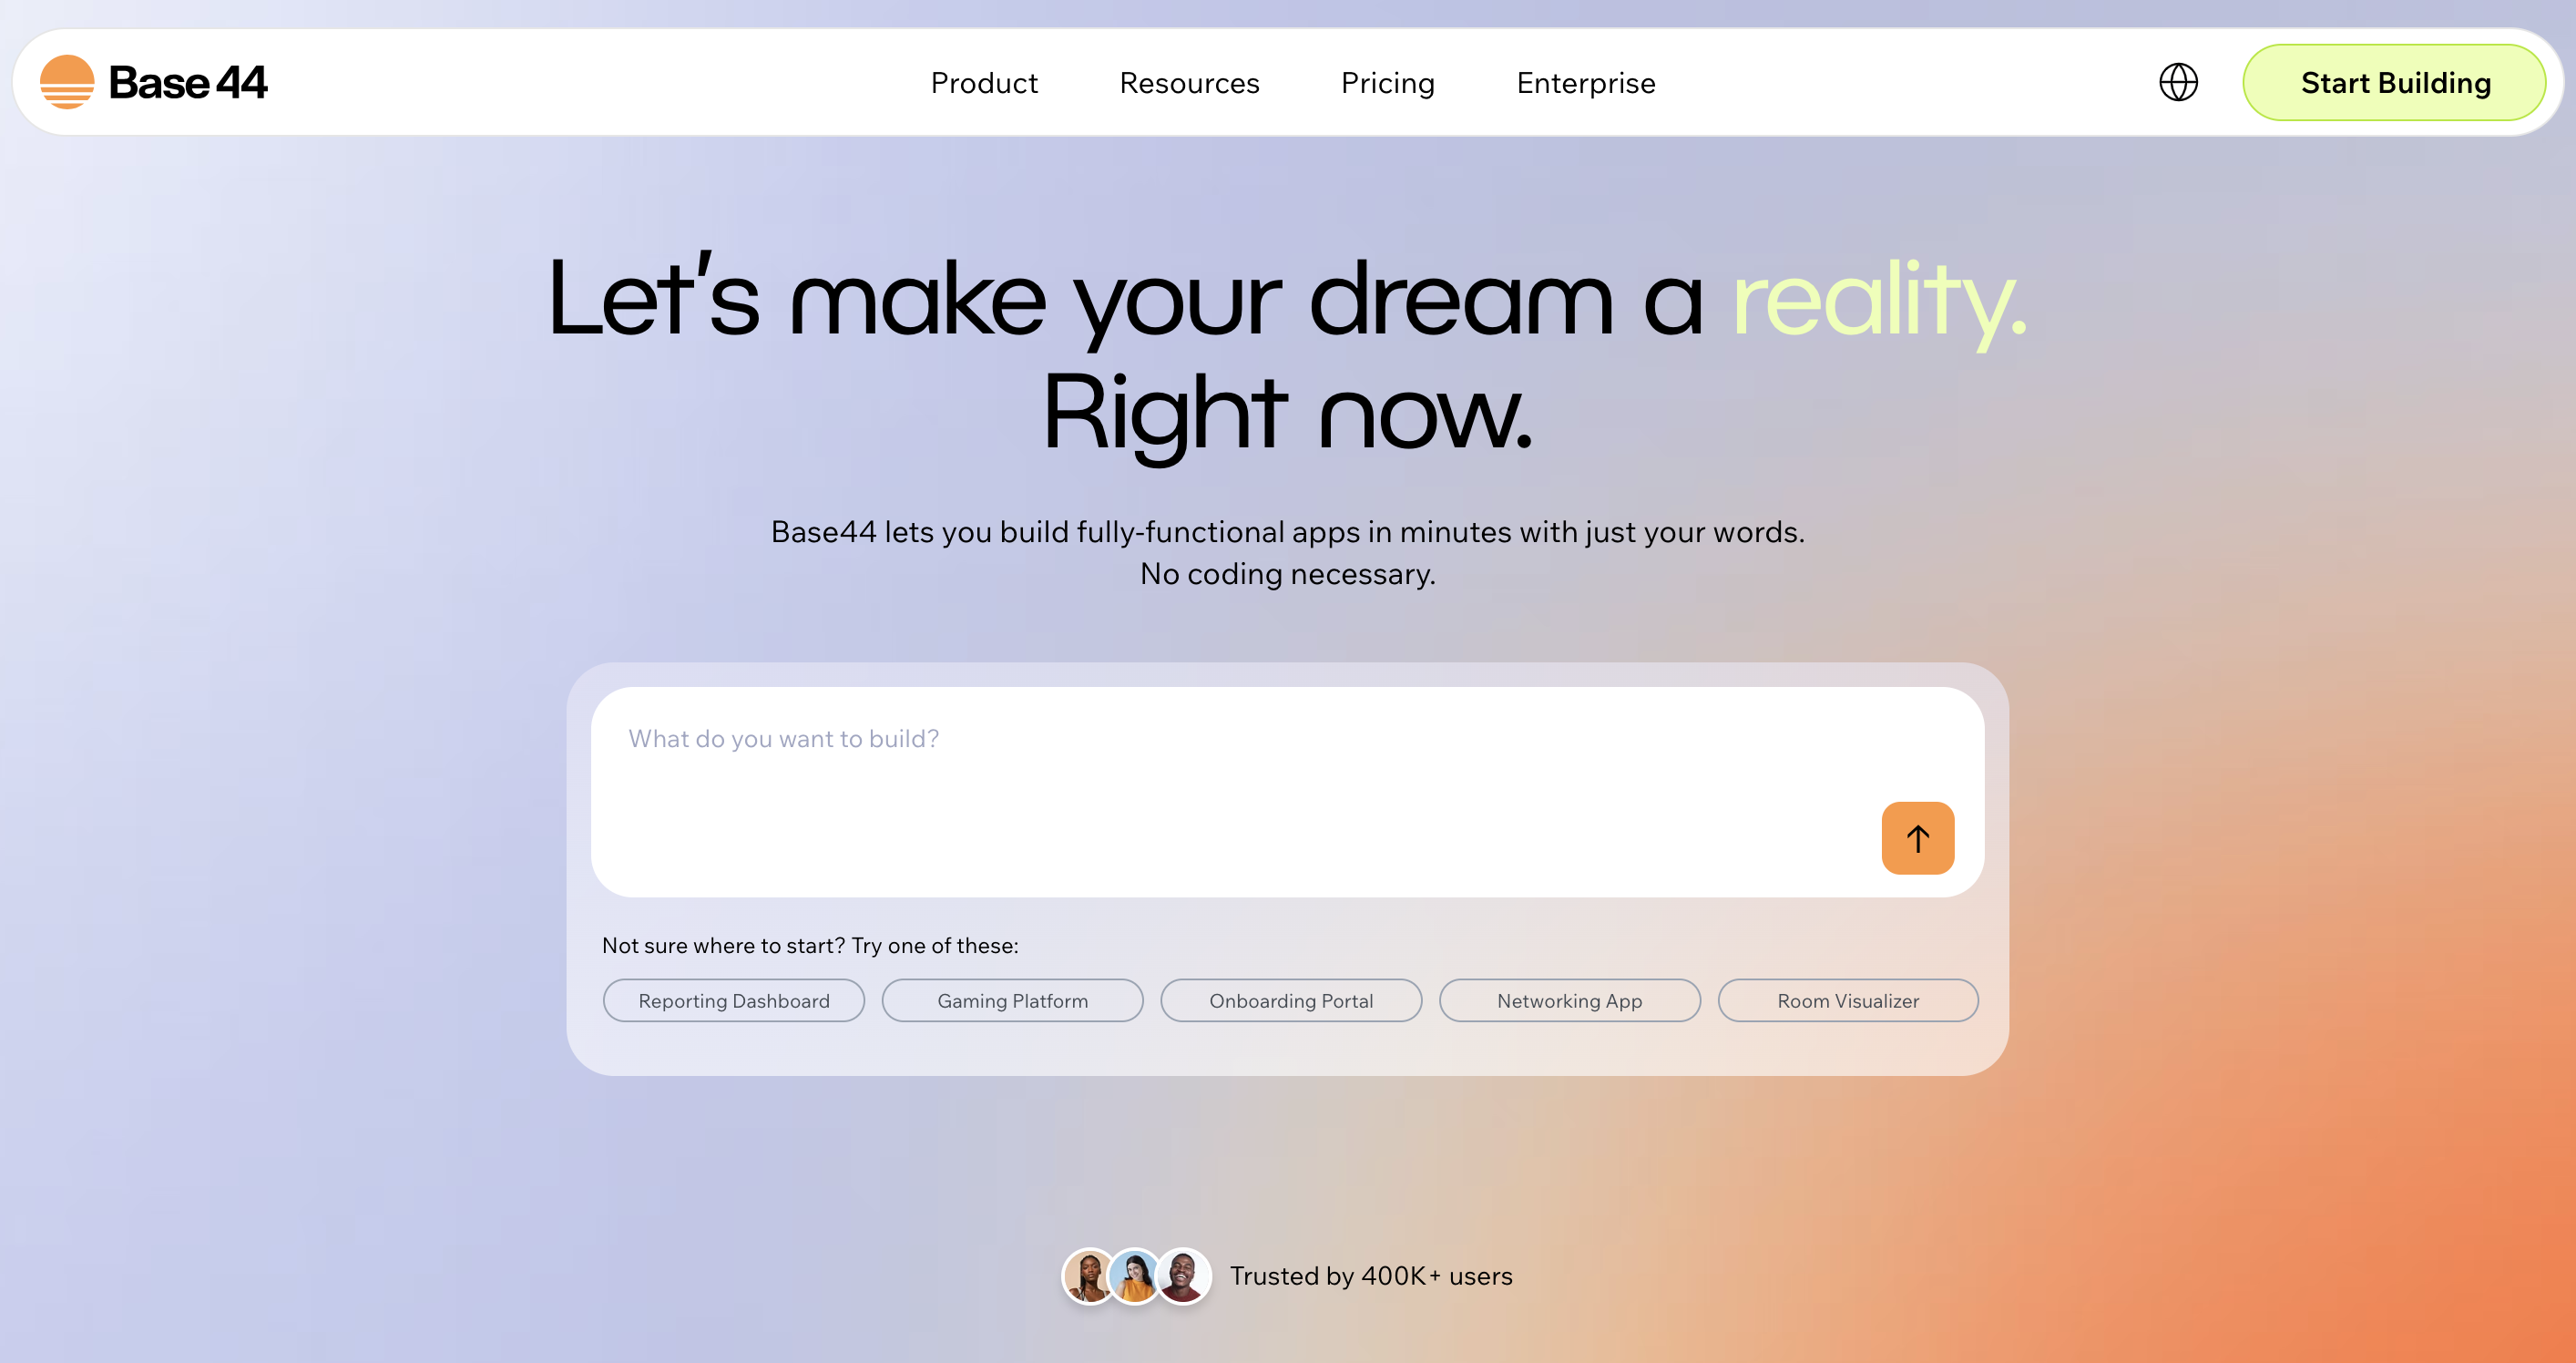 Base 44
Product
Resources
Pricing
Enterprise
Start Building
Let's make your dream a reality.
Right now.
Base44 lets you build fully-functional apps in minutes with just your words.
No coding necessary.
What do you want to build?
Not sure where to start? Try one of these:
Reporting Dashboard
Gaming Platform
Onboarding Portal
Networking App
Room Visualizer
Trusted by 400K+ users